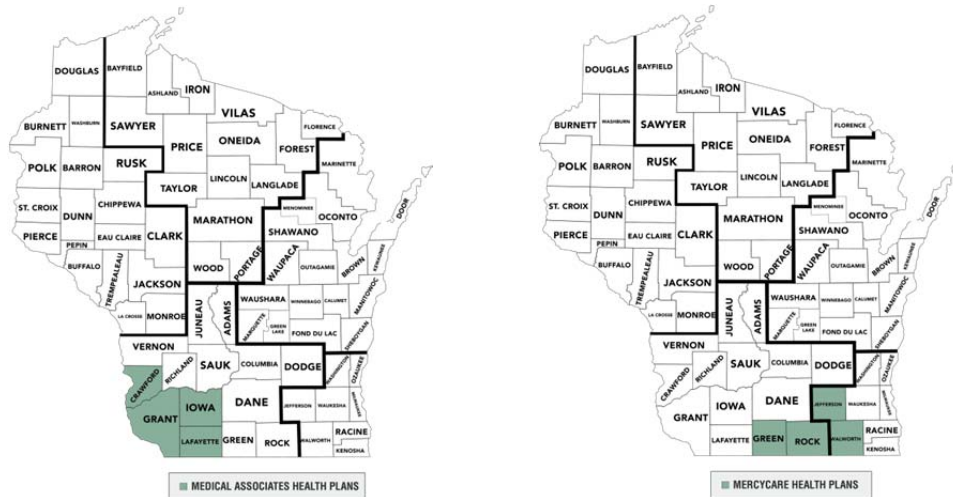 DOUGLAS
BAYFIELD
ASHLAND
IRON
VILAS
BURNETT
WASHBURN
SAWYER
PRICE
ONEIDA
FLORENCE
FOREST
MARINETTE
POLK
BARRON
RUSK
LINCOLN
LANGLADE
TAYLOR
MENOMINEE
OCONTO
DOOR
ST. CROIX
DUNN
CHIPPEWA
MARATHON
SHAWANO
PIERCE
PEPIN
EAU CLAIRE
CLARK
WOOD
PORTAGE
WAUPACA
OUTAGAMIE
BROWN
KEWAUNEE
BUFFALO
TREMPEALEAU
JACKSON
JUNEAU
ADAMS
WAUSHARA
WINNEBAGO
CALUMET
MANITOWOC
LA CROSSE
MONROE
MARQUETTE
GREEN
LAKE
FOND DU LAC
SHEBOYGAN
VERNON
RICHLAND
SAUK
COLUMBIA
DODGE
WASHINGTON
OZAUKEE
CRAWFORD
GRANT
IOWA
DANE
JEFFERSON
WAUKESHA
LAFAYETTE
GREEN
ROCK
WALWORTH
RACINE
KENOSHA
MEDICAL ASSOCIATES HEALTH PLANS
DOUGLAS
BAYFIELD
ASHLAND
IRON
VILAS
BURNETT
WASHBURN
SAWYER
PRICE
ONEIDA
FLORENCE
FOREST
MARINETTE
POLK
BARRON
RUSK
LINCOLN
LANGLADE
TAYLOR
MENOMINEE
OCONTO
DOOR
ST. CROIX
DUNN
CHIPPEWA
MARATHON
SHAWANO
PIERCE
PEPIN
EAU CLAIRE
CLARK
WOOD
PORTAGE
WAUPACA
OUTAGAMIE
BROWN
KEWAUNEE
BUFFALO
TREMPEALEAU
JACKSON
JUNEAU
ADAMS
WAUSHARA
WINNEBAGO
CALUMET
MANITOWOC
LA CROSSE
MONROE
MARQUETTE
GREEN
LAKE
FOND DU LAC
SHEBOYGAN
VERNON
RICHLAND
SAUK
COLUMBIA
DODGE
WASHINGTON
OZAUKEE
CRAWFORD
GRANT
IOWA
DANE
JEFFERSON
WAUKESHA
LAFAYETTE
GREEN
ROCK
WALWORTH
RACINE
KENOSHA
MERCYCARE HEALTH PLANS